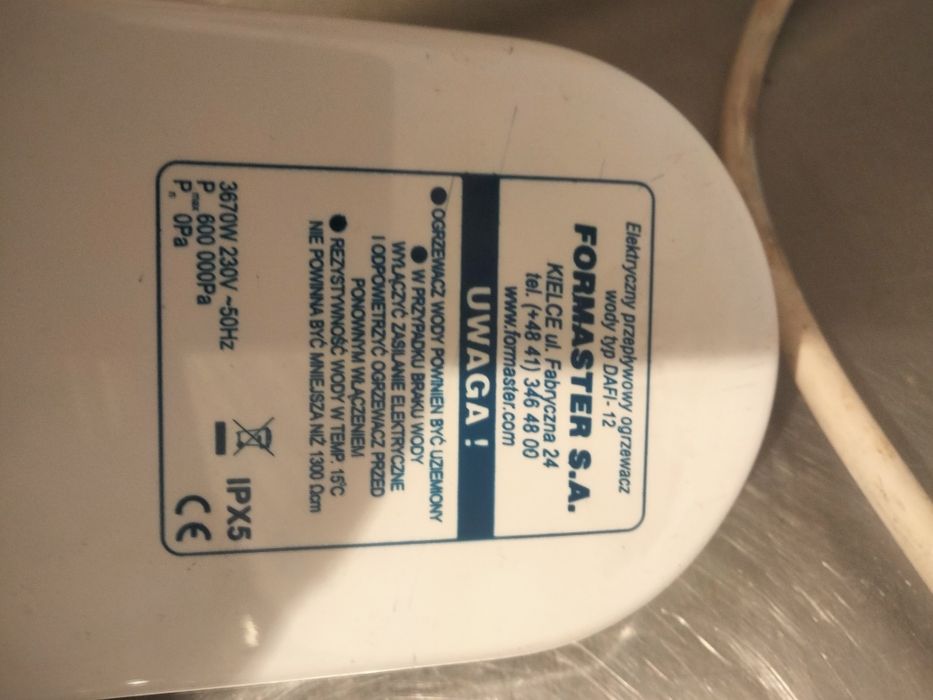 Elektryczny przepływowy ogrzewacz
wody typ DAFI - 12
FORMASTER S.A.
KIELCE ul. Fabryczna 24
tel. (+48 41) 346 48 00
www.formaster.com
UWAGA !
● OGRZEWACZ WODY POWINIEN BYĆ UZIEMIONY
● W PRZYPADKU BRAKU WODY
WYŁĄCZYĆ ZASILANIE ELEKTRYCZNE
I ODPOWIETRZYĆ OGRZEWACZ PRZED
PONOWNYM WŁĄCZENIEM
● REZYSTYWNOŚĆ WODY W TEMP. 15°C
NIE POWINNA BYĆ MNIEJSZA NIŻ 1300 Ωcm
3670W 230V ~50Hz
Pmax 600 000Pa
Pn 0Pa
IPX5
CE